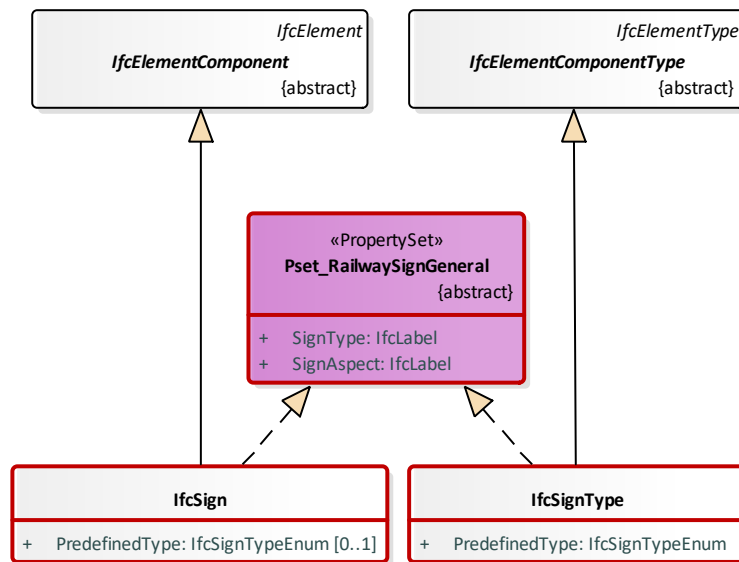 IfcElement
IfcElementComponent
{abstract}
IfcElementType
IfcElementComponentType
{abstract}
«PropertySet»
Pset_RailwaySignGeneral
{abstract}
+ SignType: IfcLabel
+ SignAspect: IfcLabel
IfcSign
+ PredefinedType: IfcSignTypeEnum [0..1]
IfcSignType
+ PredefinedType: IfcSignTypeEnum